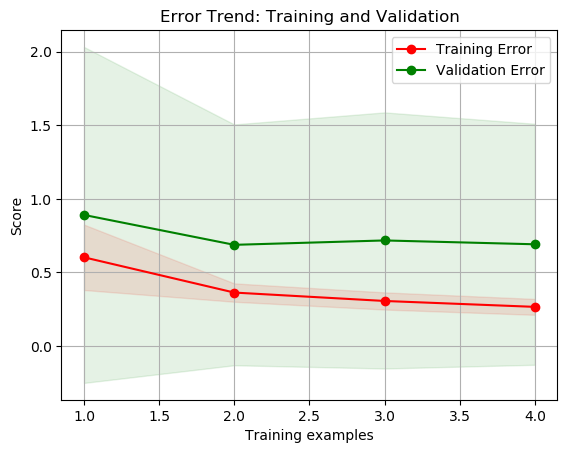 Error Trend: Training and Validation
Training Error
Validation Error
Score
2.0
1.5
1.0
0.5
0.0
1.0 1.5 2.0 2.5 3.0 3.5 4.0
Training examples